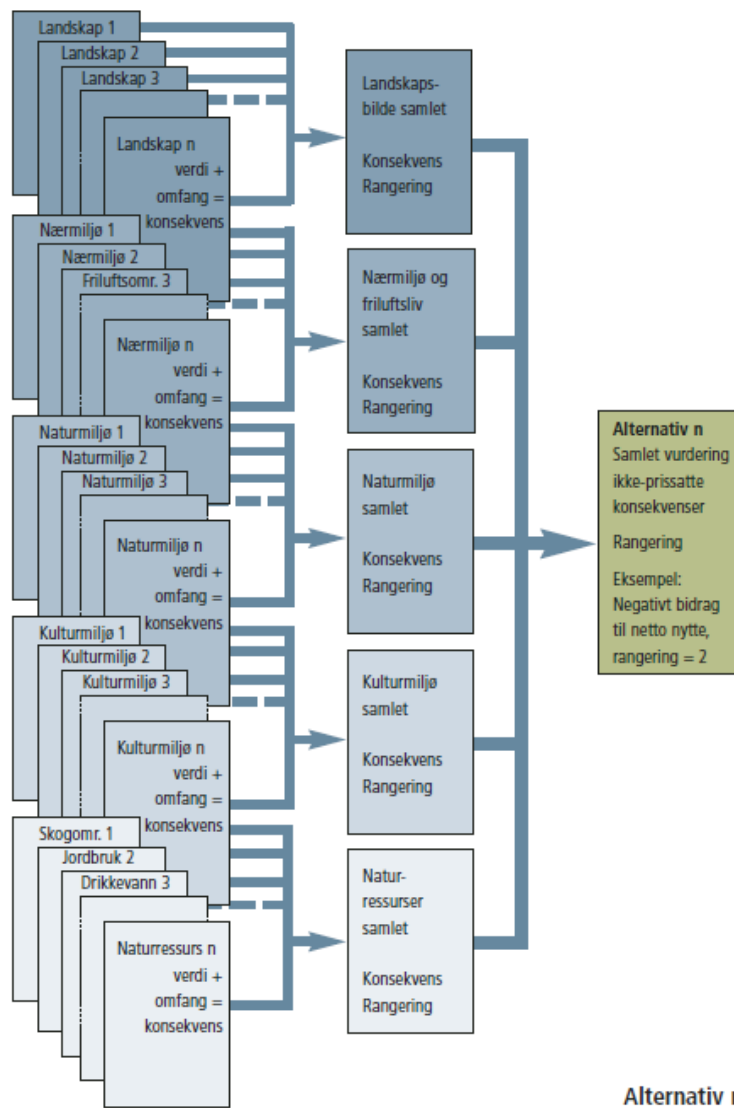 Landskap 1
Landskap 2
Landskap 3
Landskap n
verdi +
omfang =
konsekvens
Nærmiljø 1
Nærmiljø 2
Friluftsomr. 3
Nærmiljø n
verdi +
omfang =
konsekvens
Naturmiljø 1
Naturmiljø 2
Naturmiljø 3
Naturmiljø n
verdi +
omfang =
konsekvens
Kulturmiljø 1
Kulturmiljø 2
Kulturmiljø 3
Kulturmiljø n
verdi +
omfang =
konsekvens
Skogomr. 1
Jordbruk 2
Drikkevann 3
Naturressurs n
verdi +
omfang =
konsekvens
Landskaps-
bilde samlet
Konsekvens
Rangering
Nærmiljø og
friluftsliv
samlet
Konsekvens
Rangering
Naturmiljø
samlet
Konsekvens
Rangering
Kulturmiljø
samlet
Konsekvens
Rangering
Natur-
ressurser
samlet
Konsekvens
Rangering
Alternativ n
Samlet vurdering
ikke-prissatte
konsekvenser
Rangering
Eksempel:
Negativt bidrag
til netto nytte,
rangering = 2
Alternativ